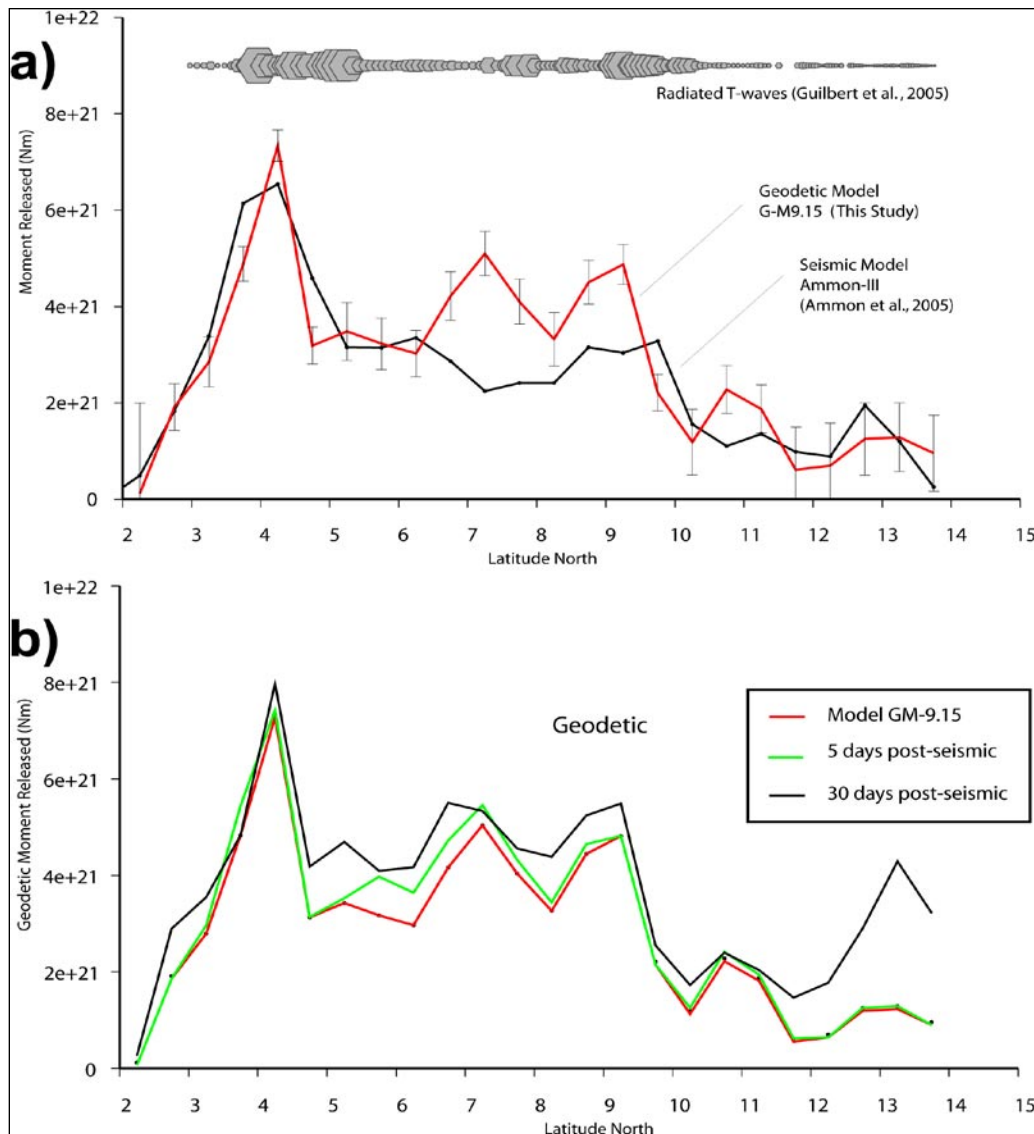 a)
1e+22
8e+21
6e+21
4e+21
2e+21
0
Moment Released (Nm)
Radiated T-waves (Guilbert et al., 2005)
Geodetic Model
G-M9.15 (This Study)
Seismic Model
Ammon-III
(Ammon et al., 2005)
2 3 4 5 6 7 8 9 10 11 12 13 14 15
Latitude North
b)
1e+22
8e+21
6e+21
4e+21
2e+21
0
Geodetic Moment Released (Nm)
Geodetic
Model GM-9.15
5 days post-seismic
30 days post-seismic
2 3 4 5 6 7 8 9 10 11 12 13 14 15
Latitude North